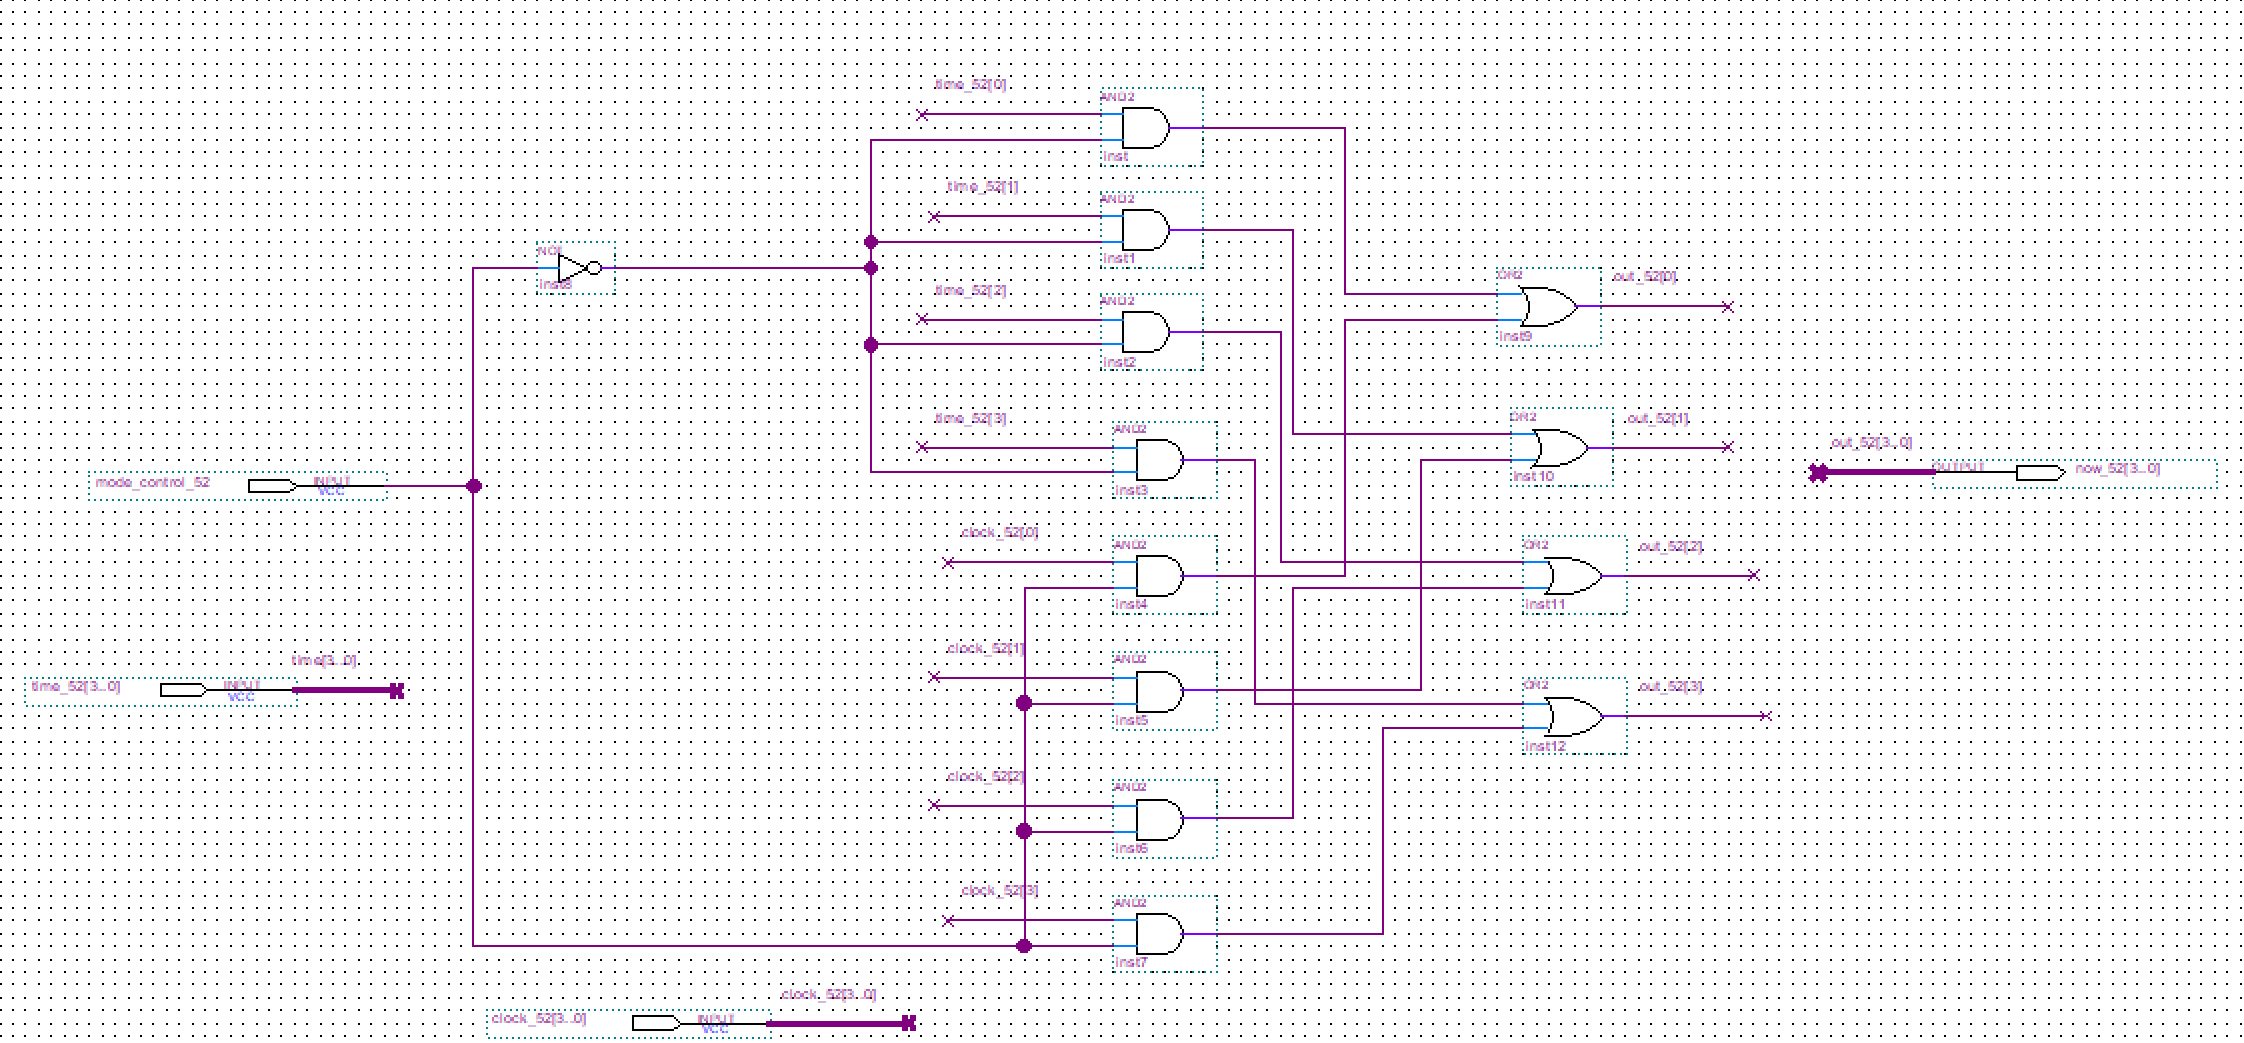 time_52[0]
AND2
inst
time_52[1]
AND2
inst1
NOT
inst8
time_52[2]
AND2
inst2
OR2
out_52[0]
inst9
time_52[3]
AND2
inst3
OR2
out_52[1]
inst10
out_52[3..0]
OUTPUT
now_52[3..0]
mode_control_52
INPUT
VCC
clock_52[0]
AND2
inst4
OR2
out_52[2]
inst11
clock_52[1]
AND2
inst5
time[3..0]
time_52[3..0]
INPUT
VCC
OR2
out_52[3]
inst12
clock_52[2]
AND2
inst6
clock_52[3]
AND2
inst7
clock_52[3..0]
clock_52[3..0]
INPUT
VCC